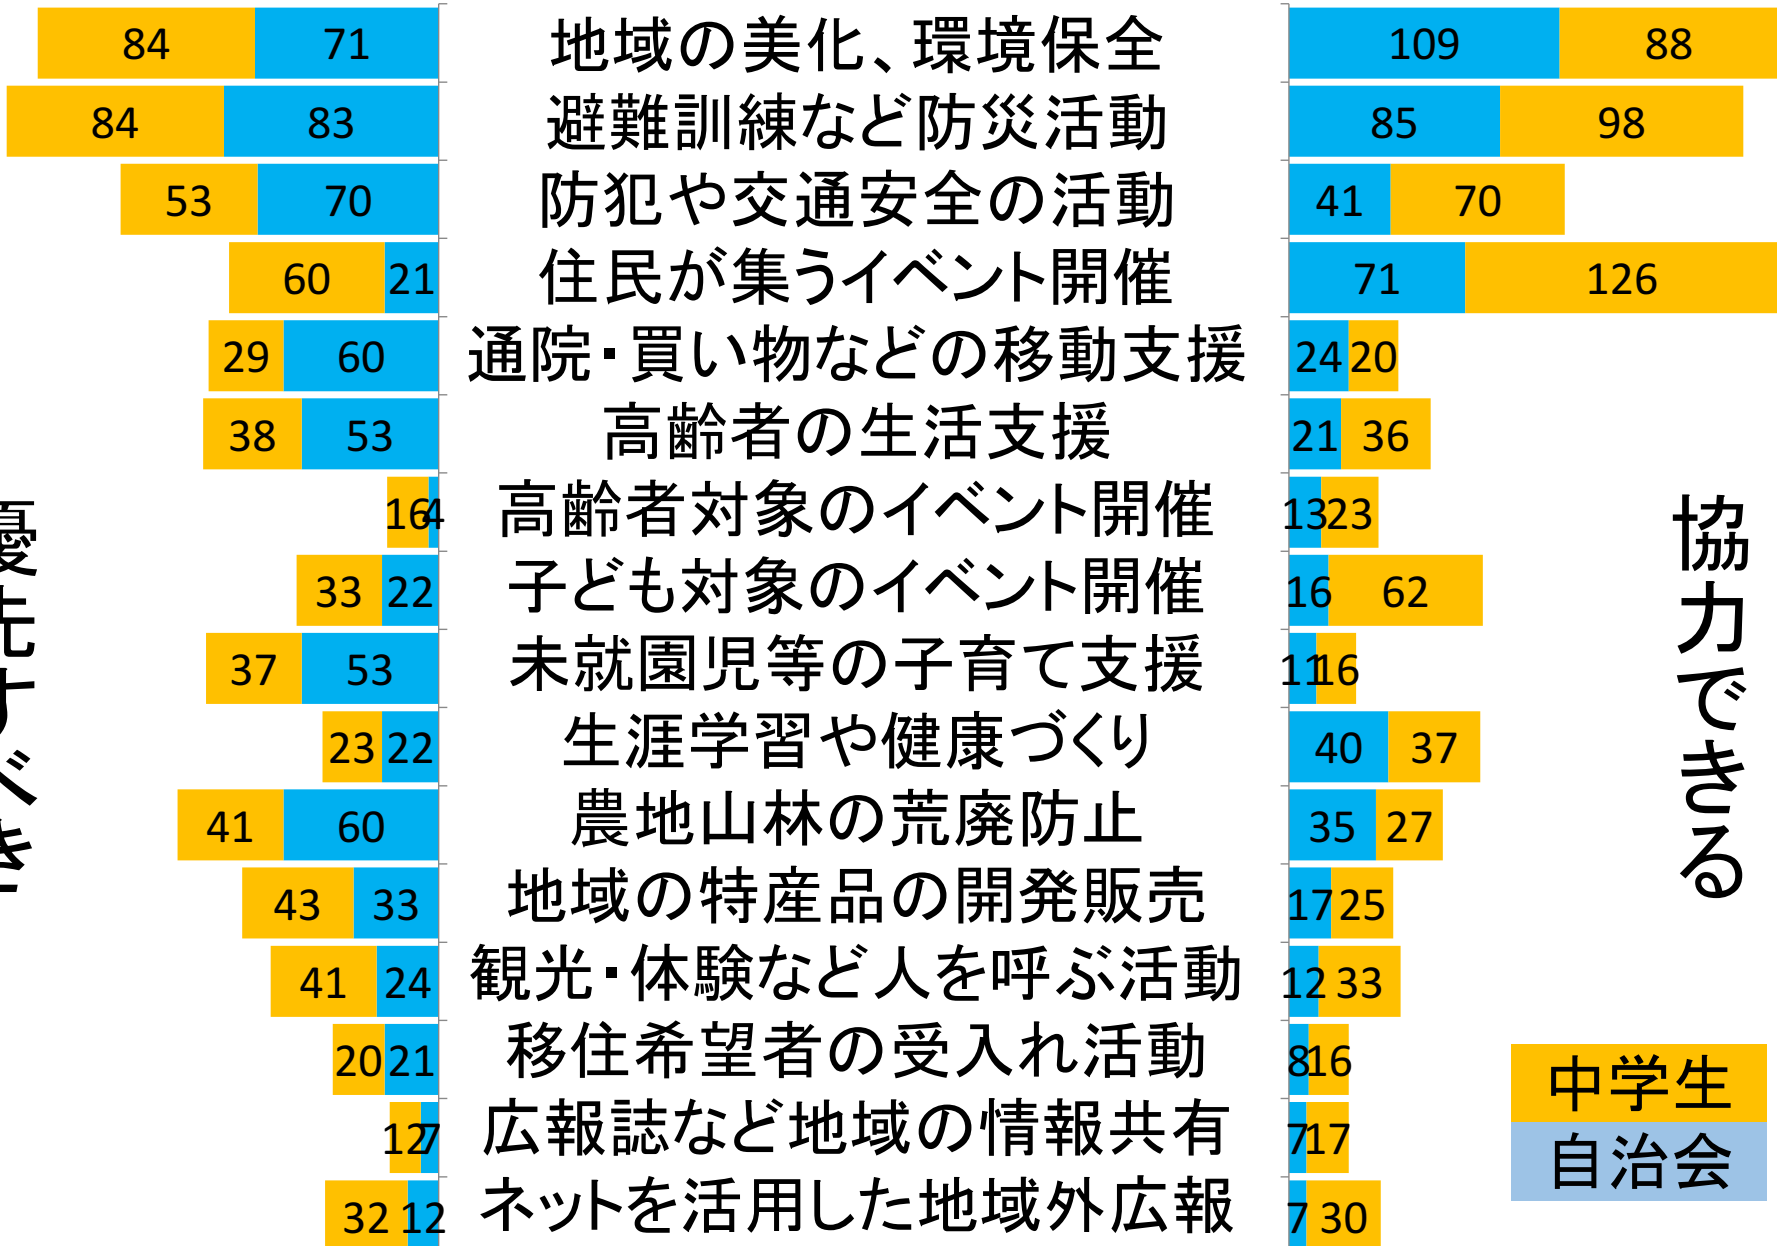 84 71 地域の美化、環境保全 109 88
84 83 避難訓練など防災活動 85 98
53 70 防犯や交通安全の活動 41 70
60 21 住民が集うイベント開催 71 126
29 60 通院・買い物などの移動支援 24 20
38 53 高齢者の生活支援 21 36
16 4 高齢者対象のイベント開催 13 23
33 22 子ども対象のイベント開催 16 62
37 53 未就園児等の子育て支援 11 16
23 22 生涯学習や健康づくり 40 37
41 60 農地山林の荒廃防止 35 27
43 33 地域の特産品の開発販売 17 25
41 24 観光・体験など人を呼ぶ活動 12 33
20 21 移住希望者の受入れ活動 8 16
12 7 広報誌など地域の情報共有 7 17
32 12 ネットを活用した地域外広報 7 30
優先すべき
協力できる
中学生
自治会